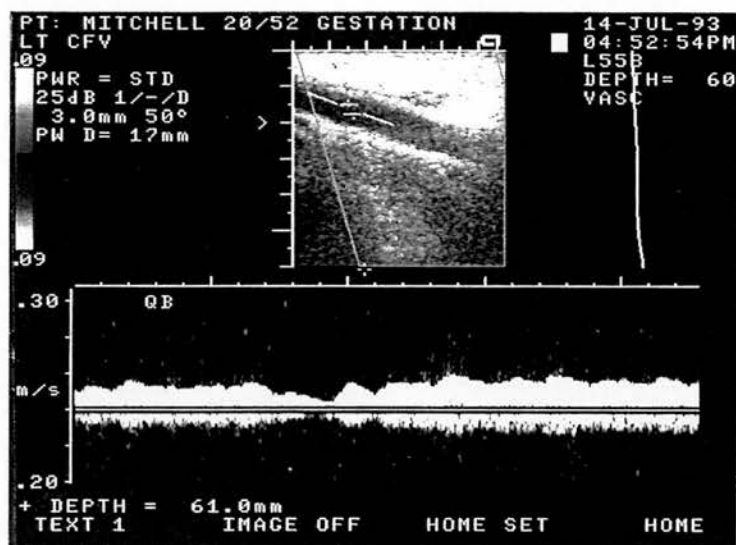 PT: MITCHELL 20/52 GESTATION
LT CFV
14-JUL-93
04:52:54PM
L558
DEPTH= 60
VASC
.09
PWR = STD
25dB 1/-/D
3.0mm 50°
PW D= 17mm
.09
.30
QB
m/s
.20
+ DEPTH = 61.0mm
TEXT 1 IMAGE OFF HOME SET HOME